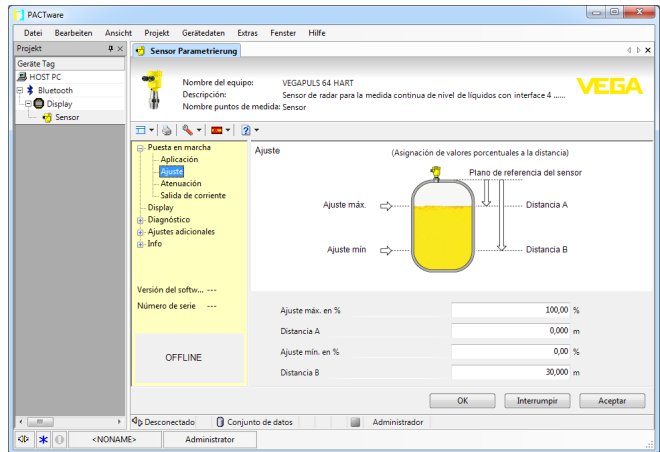 PACTware
Datei Bearbeiten Ansicht Projekt Gerätedaten Extras Fenster Hilfe
Projekt
Sensor Parametrierung
Geräte Tag
HOST PC
Bluetooth
Display
Sensor
Nombre del equipo: VEGAPULS 64 HART
Descripción: Sensor de radar para la medida continua de nivel de líquidos con interface 4 ......
Nombre puntos de medida: Sensor
VEGA
Puesta en marcha
Aplicación
Ajuste
Atenuación
Salida de corriente
Display
Diagnóstico
Ajustes adicionales
Info
Versión del softw... ---
Número de serie ---
OFFLINE
Ajuste
(Asignación de valores porcentuales a la distancia)
Plano de referencia del sensor
Ajuste máx.
Distancia A
Ajuste mín
Distancia B
Ajuste máx. en % 100,00 %
Distancia A 0,000 m
Ajuste mín. en % 0,00 %
Distancia B 30,000 m
OK Interrumpir Aceptar
Desconectado Conjunto de datos Administrador
<NONAME> Administrator